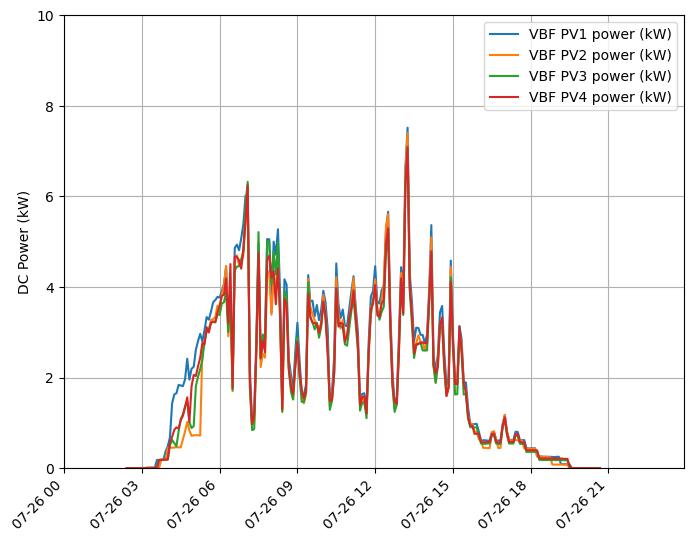 10
8
6
4
2
0
DC Power (kW)
VBF PV1 power (kW)
VBF PV2 power (kW)
VBF PV3 power (kW)
VBF PV4 power (kW)
07-26 00
07-26 03
07-26 06
07-26 09
07-26 12
07-26 15
07-26 18
07-26 21